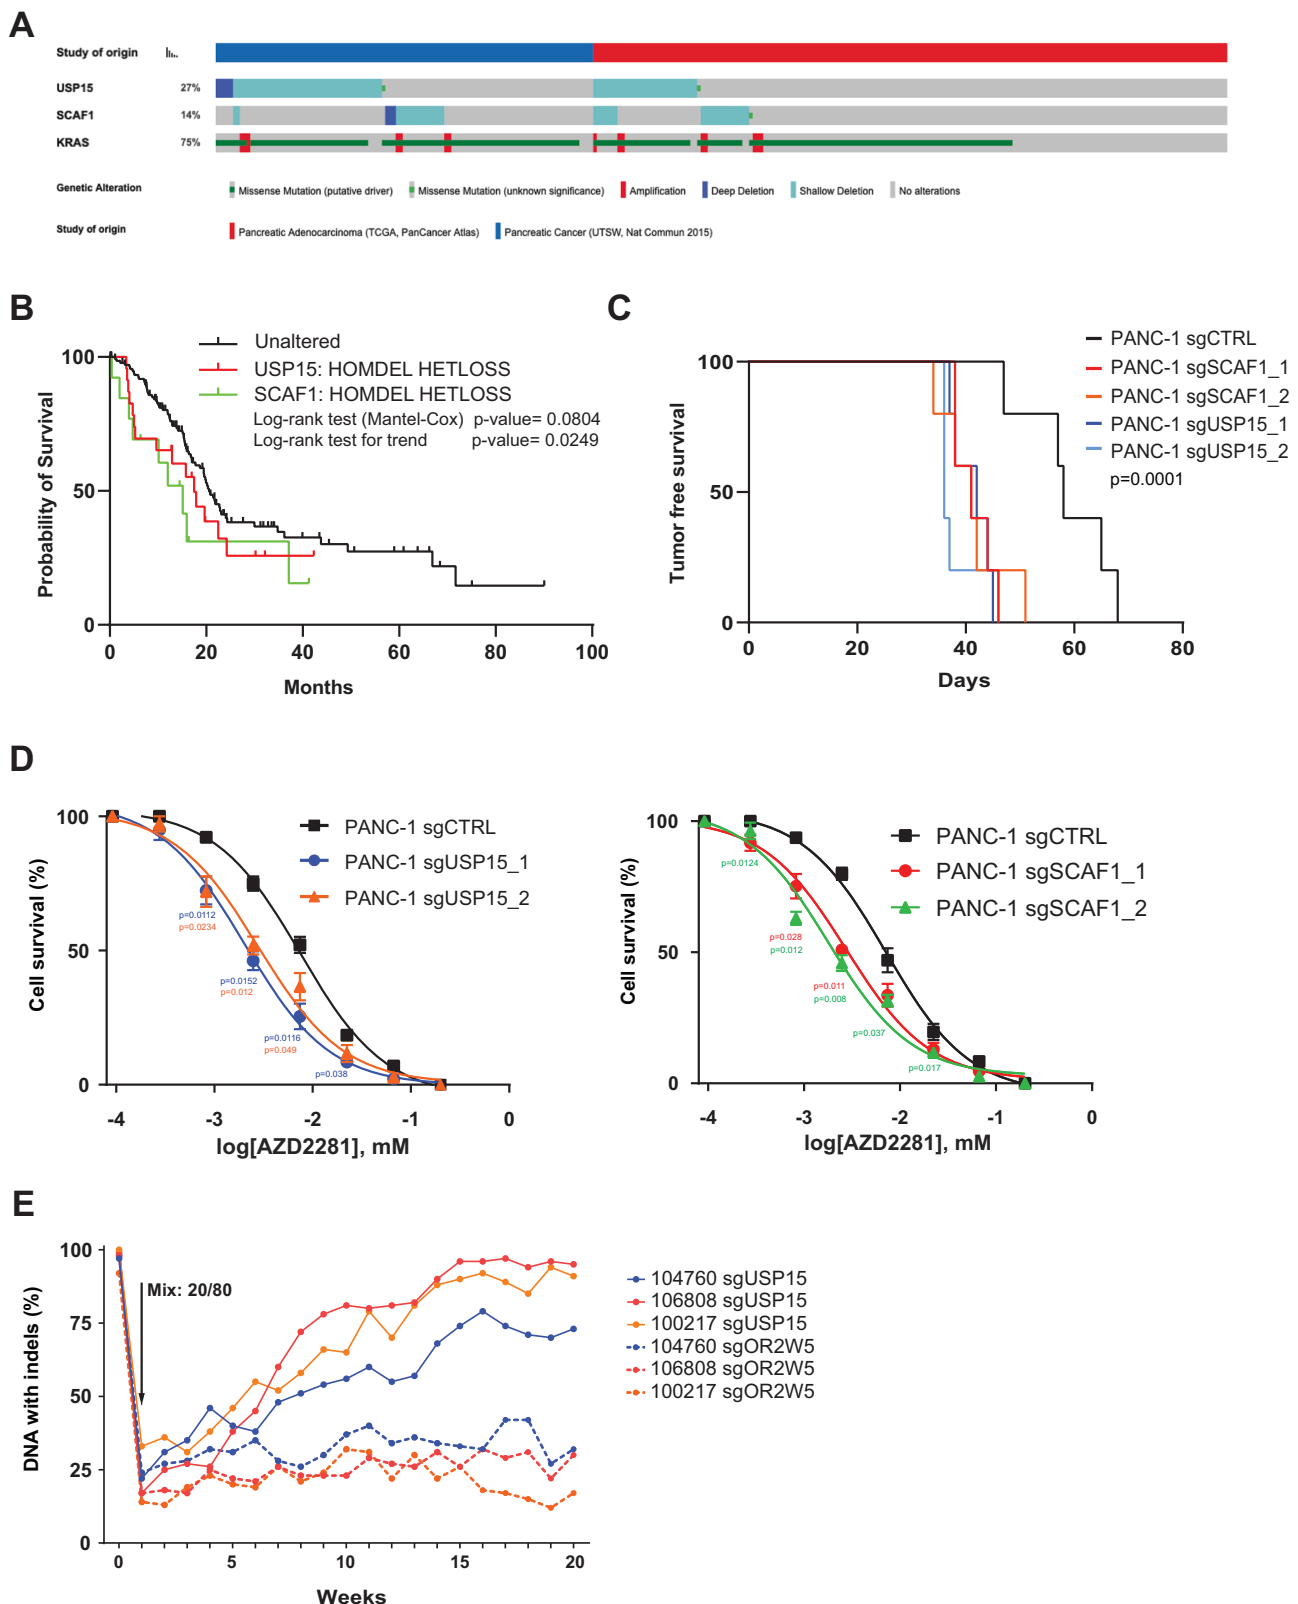 A
Study of origin
USP15 27%
SCAF1 14%
KRAS 75%
Genetic Alteration Missense Mutation (putative driver) Missense Mutation (unknown significance) Amplification Deep Deletion Shallow Deletion No alterations
Study of origin Pancreatic Adenocarcinoma (TCGA, PanCancer Atlas) Pancreatic Cancer (UTSW, Nat Commun 2015)
B
Unaltered
USP15: HOMDEL HETLOSS
SCAF1: HOMDEL HETLOSS
Log-rank test (Mantel-Cox) p-value= 0.0804
Log-rank test for trend p-value= 0.0249
Probability of Survival
100
50
0
0 20 40 60 80 100
Months
C
PANC-1 sgCTRL
PANC-1 sgSCAF1_1
PANC-1 sgSCAF1_2
PANC-1 sgUSP15_1
PANC-1 sgUSP15_2
p=0.0001
Tumor free survival
100
50
0
0 20 40 60 80
Days
D
Cell survival (%)
100
50
0
PANC-1 sgCTRL
PANC-1 sgUSP15_1
PANC-1 sgUSP15_2
p=0.0112
p=0.0234
p=0.0152
p=0.012
p=0.0116
p=0.049
p=0.038
-4 -3 -2 -1 0
log[AZD2281], mM
Cell survival (%)
100
50
0
PANC-1 sgCTRL
PANC-1 sgSCAF1_1
PANC-1 sgSCAF1_2
p=0.0124
p=0.028
p=0.012
p=0.011
p=0.008
p=0.037
p=0.017
-4 -3 -2 -1 0
log[AZD2281], mM
E
DNA with indels (%)
100
75
50
25
0
Mix: 20/80
104760 sgUSP15
106808 sgUSP15
100217 sgUSP15
104760 sgOR2W5
106808 sgOR2W5
100217 sgOR2W5
0 5 10 15 20
Weeks